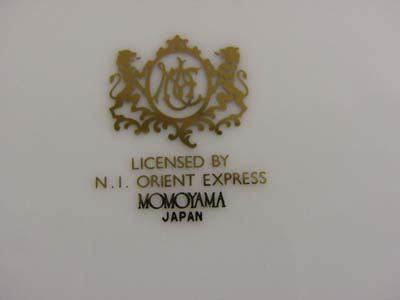 LICENSED BY
N. I. ORIENT EXPRESS
MOMOYAMA
JAPAN